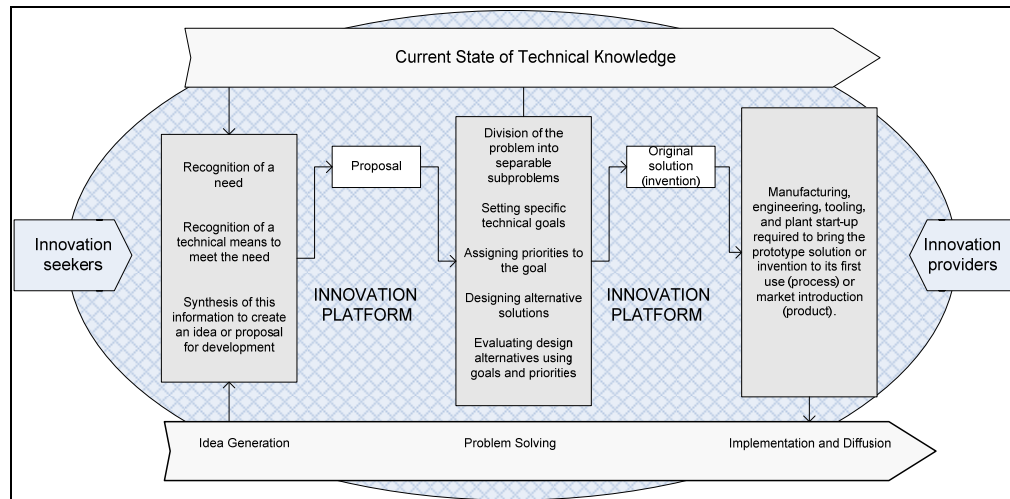 Current State of Technical Knowledge
Innovation
seekers
Recognition of a
need
Recognition of a
technical means to
meet the need
Synthesis of this
information to create
an idea or proposal
for development
Proposal
INNOVATION
PLATFORM
Division of the
problem into
separable
subproblems
Setting specific
technical goals
Assigning priorities to
the goal
Designing alternative
solutions
Evaluating design
alternatives using
goals and priorities
Original
solution
(invention)
INNOVATION
PLATFORM
Manufacturing,
engineering, tooling,
and plant start-up
required to bring the
prototype solution or
invention to its first
use (process) or
market introduction
(product).
Innovation
providers
Idea Generation
Problem Solving
Implementation and Diffusion